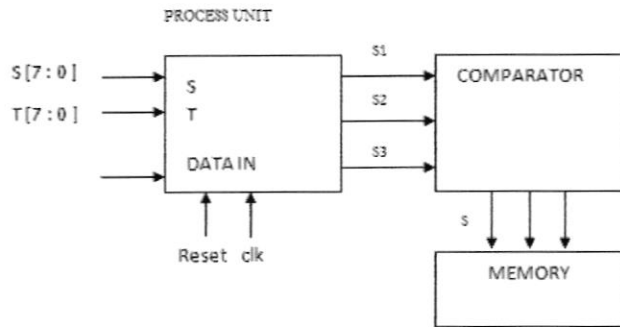 PROCESS UNIT
S[7:0]
T[7:0]
S
T
DATA IN
Reset clk
S1
S2
S3
COMPARATOR
S
MEMORY